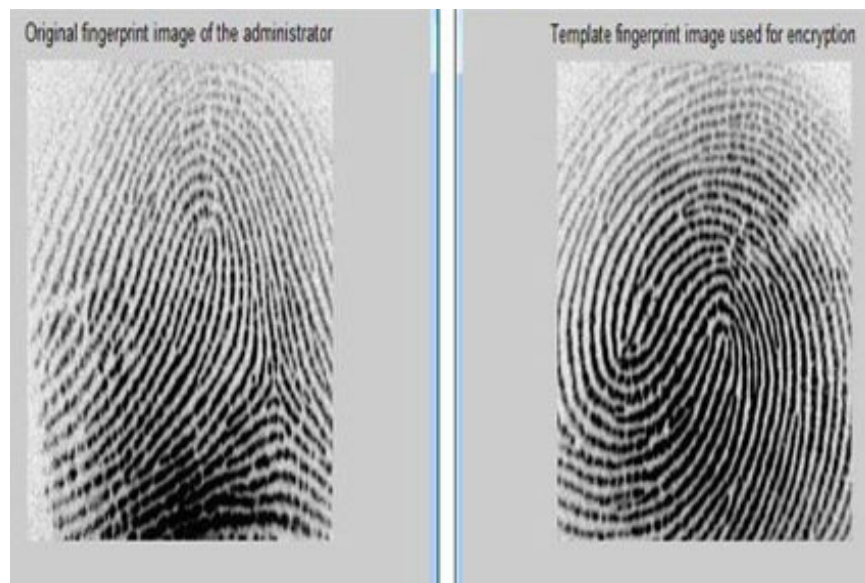 Original fingerprint image of the administrator
Template fingerprint image used for encryption